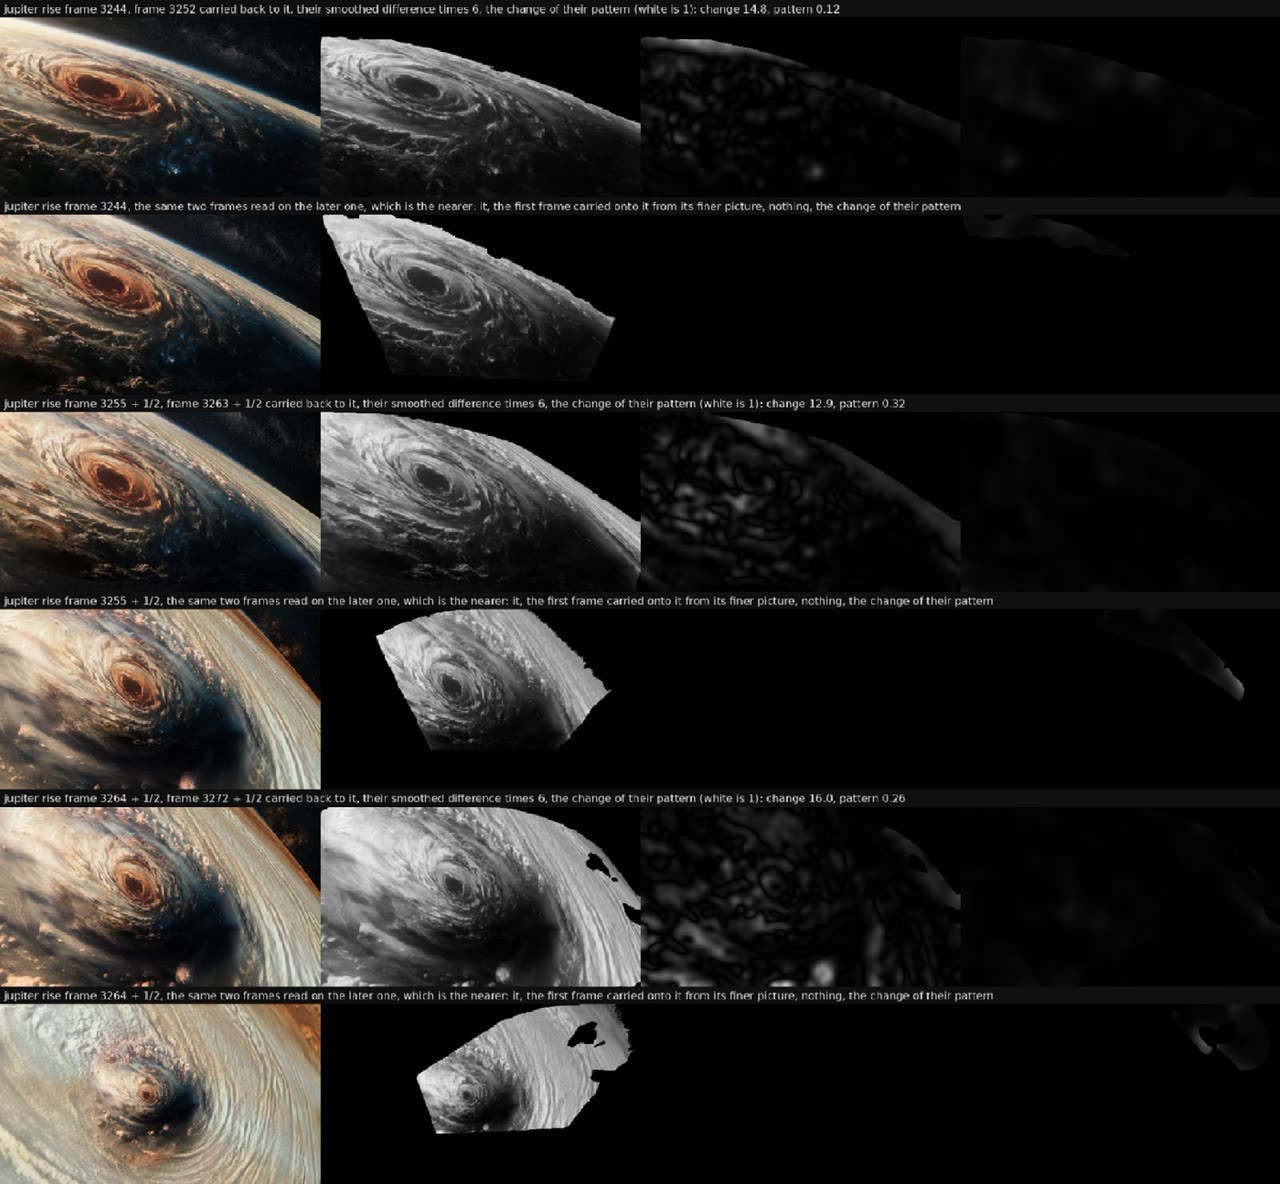 jupiter rise frame 3244, frame 3252 carried back to it, their smoothed difference times 6, the change of their pattern (white is 1): change 14.8, pattern 0.12
jupiter rise frame 3244, the same two frames read on the later one, which is the nearer: it, the first frame carried onto it from its finer picture, nothing, the change of their pattern
jupiter rise frame 3255 + 1/2, frame 3263 + 1/2 carried back to it, their smoothed difference times 6, the change of their pattern (white is 1): change 12.9, pattern 0.32
jupiter rise frame 3255 + 1/2, the same two frames read on the later one, which is the nearer: it, the first frame carried onto it from its finer picture, nothing, the change of their pattern
jupiter rise frame 3264 + 1/2, frame 3272 + 1/2 carried back to it, their smoothed difference times 6, the change of their pattern (white is 1): change 16.0, pattern 0.26
jupiter rise frame 3264 + 1/2, the same two frames read on the later one, which is the nearer: it, the first frame carried onto it from its finer picture, nothing, the change of their pattern